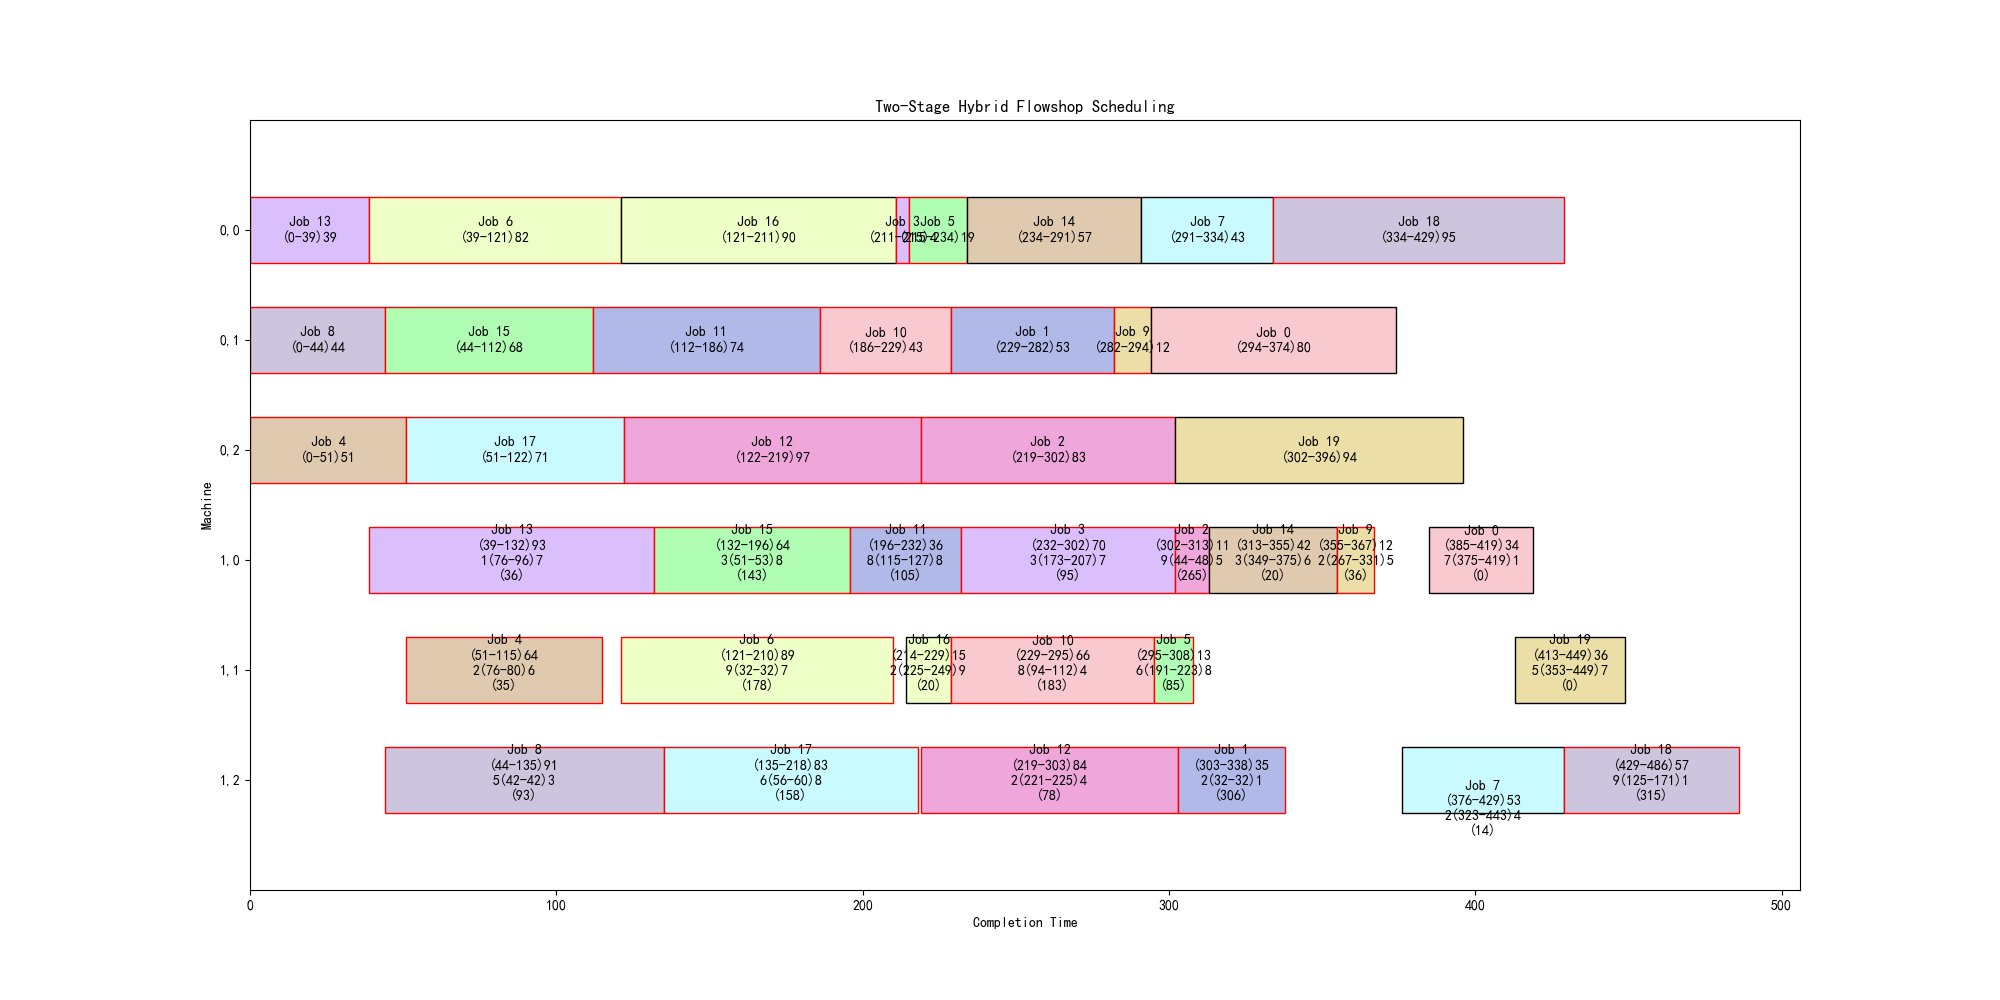 Two-Stage Hybrid Flowshop Scheduling
0,0
Job 13
(0-39)39
Job 6
(39-121)82
Job 16
(121-211)90
Job 3
(211-215)4
Job 5
(215-234)19
Job 14
(234-291)57
Job 7
(291-334)43
Job 18
(334-429)95
0,1
Job 8
(0-44)44
Job 15
(44-112)68
Job 11
(112-186)74
Job 10
(186-229)43
Job 1
(229-282)53
Job 9
(282-294)12
Job 0
(294-374)80
0,2
Job 4
(0-51)51
Job 17
(51-122)71
Job 12
(122-219)97
Job 2
(219-302)83
Job 19
(302-396)94
Machine
1,0
Job 13
(39-132)93
1(76-96)7
(36)
Job 15
(132-196)64
3(51-53)8
(143)
Job 11
(196-232)36
8(115-127)8
(105)
Job 3
(232-302)70
3(173-207)7
(95)
Job 2
(302-313)11
9(44-48)5
(265)
Job 14
(313-355)42
3(349-375)6
(20)
Job 9
(355-367)12
2(267-331)5
(36)
Job 0
(385-419)34
7(375-419)1
(0)
1,1
Job 4
(51-115)64
2(76-80)6
(35)
Job 6
(121-210)89
9(32-32)7
(178)
Job 16
(214-229)15
2(225-249)9
(20)
Job 10
(229-295)66
8(94-112)4
(183)
Job 5
(295-308)13
6(191-223)8
(85)
Job 19
(413-449)36
5(353-449)7
(0)
1,2
Job 8
(44-135)91
5(42-42)3
(93)
Job 17
(135-218)83
6(56-60)8
(158)
Job 12
(219-303)84
2(221-225)4
(78)
Job 1
(303-338)35
2(32-32)1
(306)
Job 7
(376-429)53
2(323-443)4
(14)
Job 18
(429-486)57
9(125-171)1
(315)
0
100
200
300
400
500
Completion Time